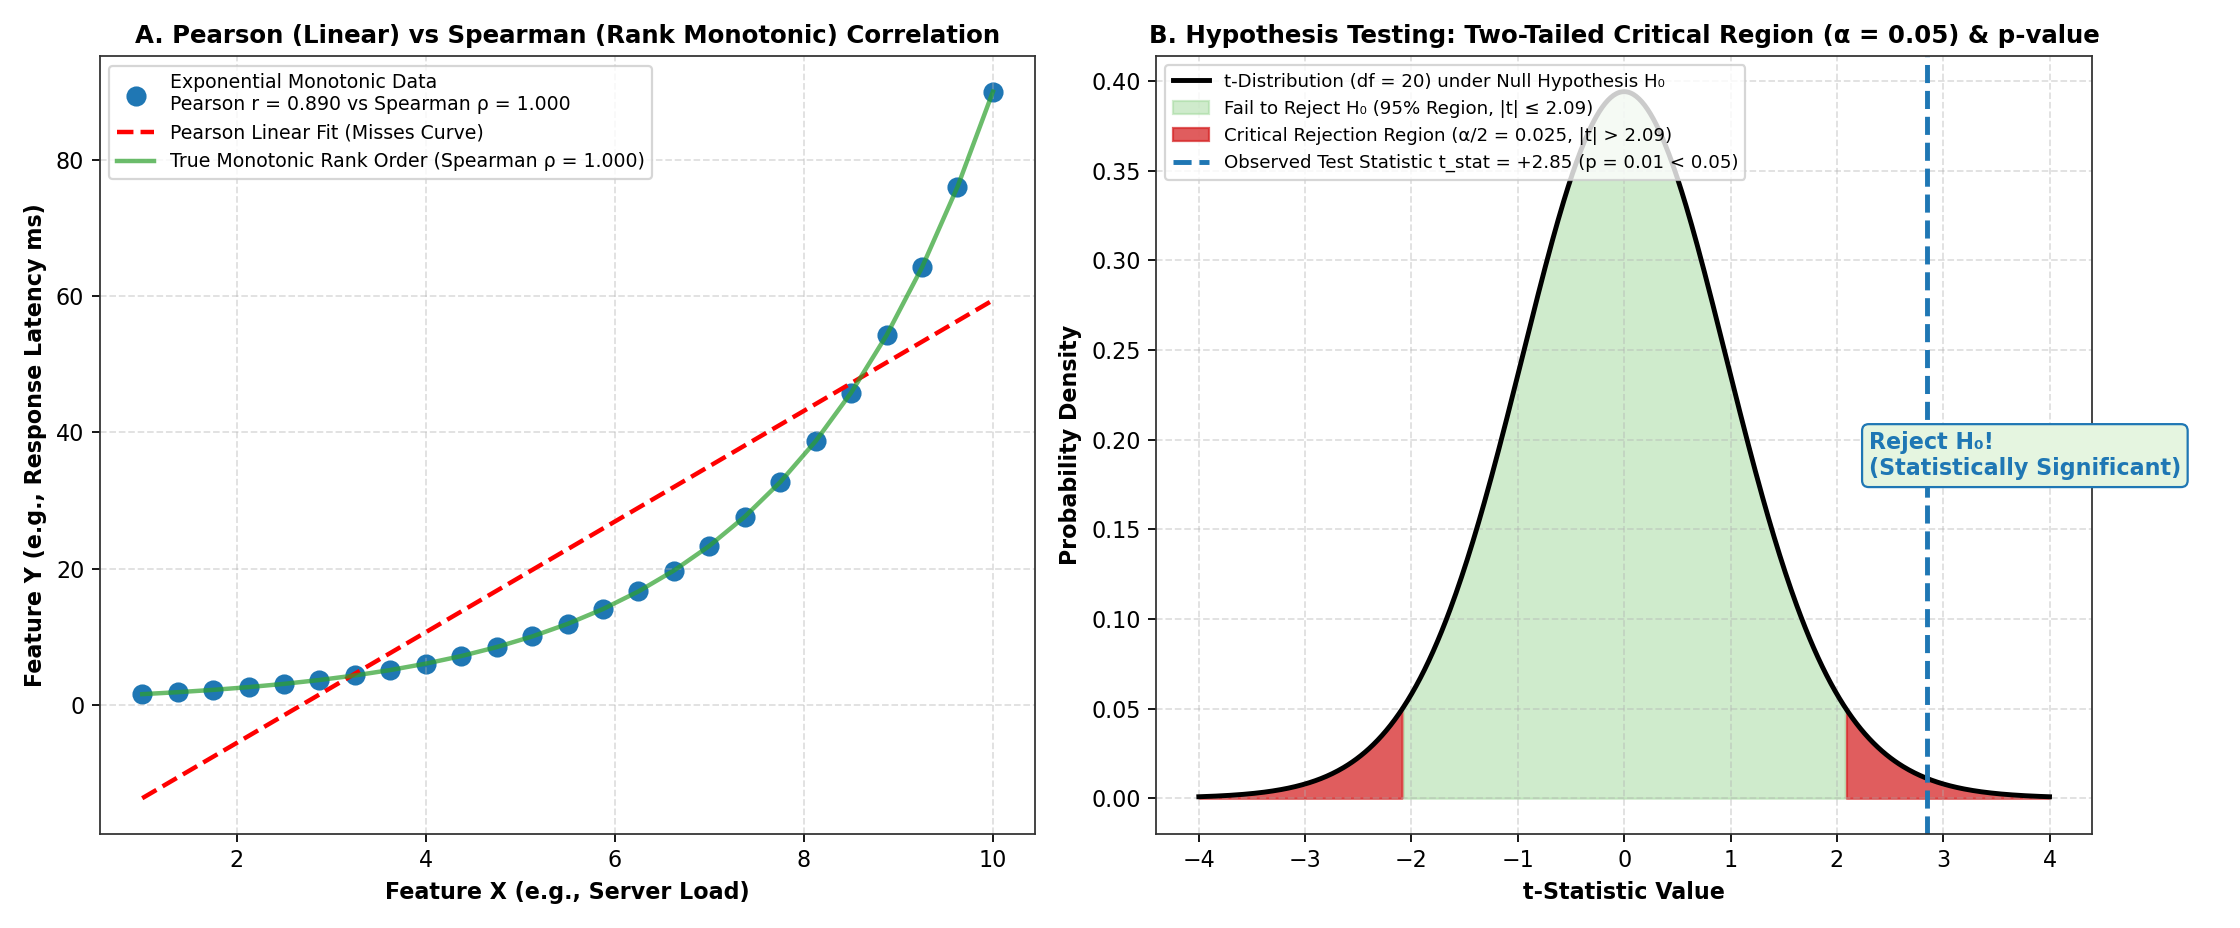 A. Pearson (Linear) vs Spearman (Rank Monotonic) Correlation
Exponential Monotonic Data
Pearson r = 0.890 vs Spearman ρ = 1.000
Pearson Linear Fit (Misses Curve)
True Monotonic Rank Order (Spearman ρ = 1.000)
Feature Y (e.g., Response Latency ms)
80
60
40
20
0
2
4
6
8
10
Feature X (e.g., Server Load)
B. Hypothesis Testing: Two-Tailed Critical Region (α = 0.05) & p-value
t-Distribution (df = 20) under Null Hypothesis H₀
Fail to Reject H₀ (95% Region, |t| ≤ 2.09)
Critical Rejection Region (α/2 = 0.025, |t| > 2.09)
Observed Test Statistic t_stat = +2.85 (p = 0.01 < 0.05)
Reject H₀!
(Statistically Significant)
Probability Density
0.40
0.35
0.30
0.25
0.20
0.15
0.10
0.05
0.00
−4
−3
−2
−1
0
1
2
3
4
t-Statistic Value